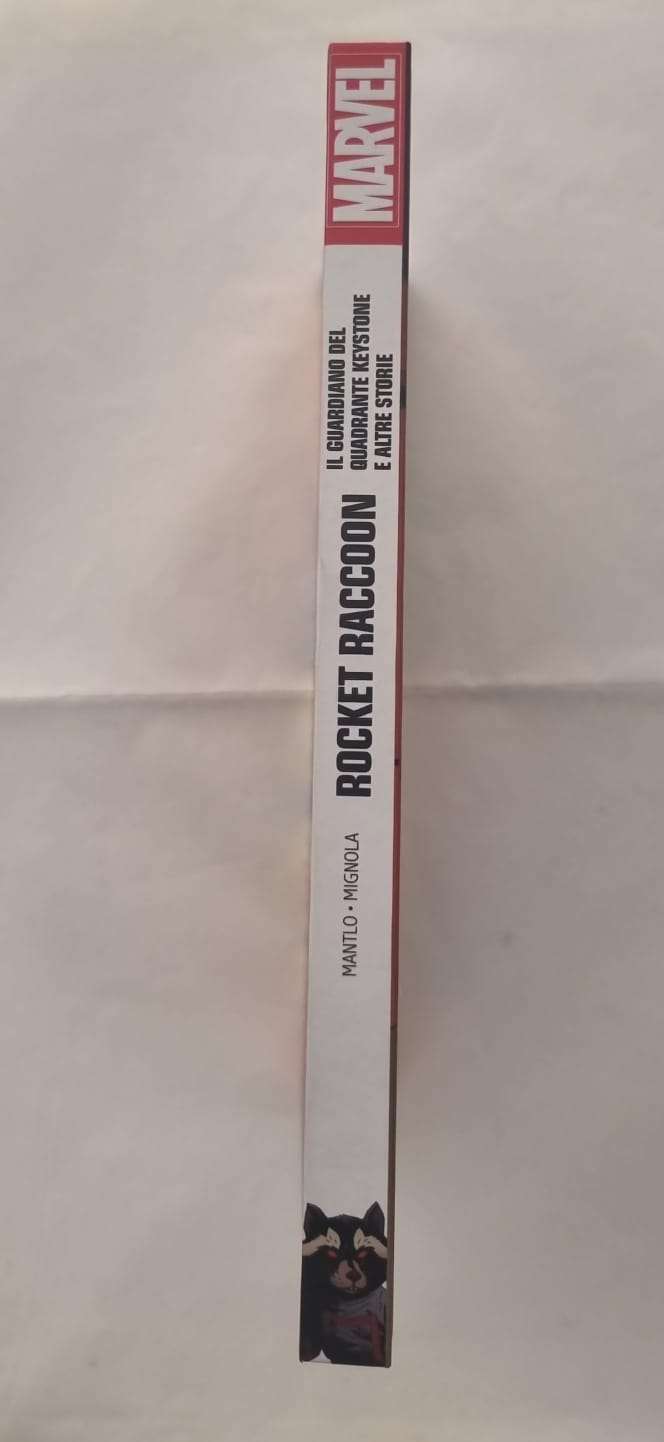 MANTLO • MIGNOLA
ROCKET RACCOON
IL GUARDIANO DEL
QUADRANTE KEYSTONE
E ALTRE STORIE
MARVEL